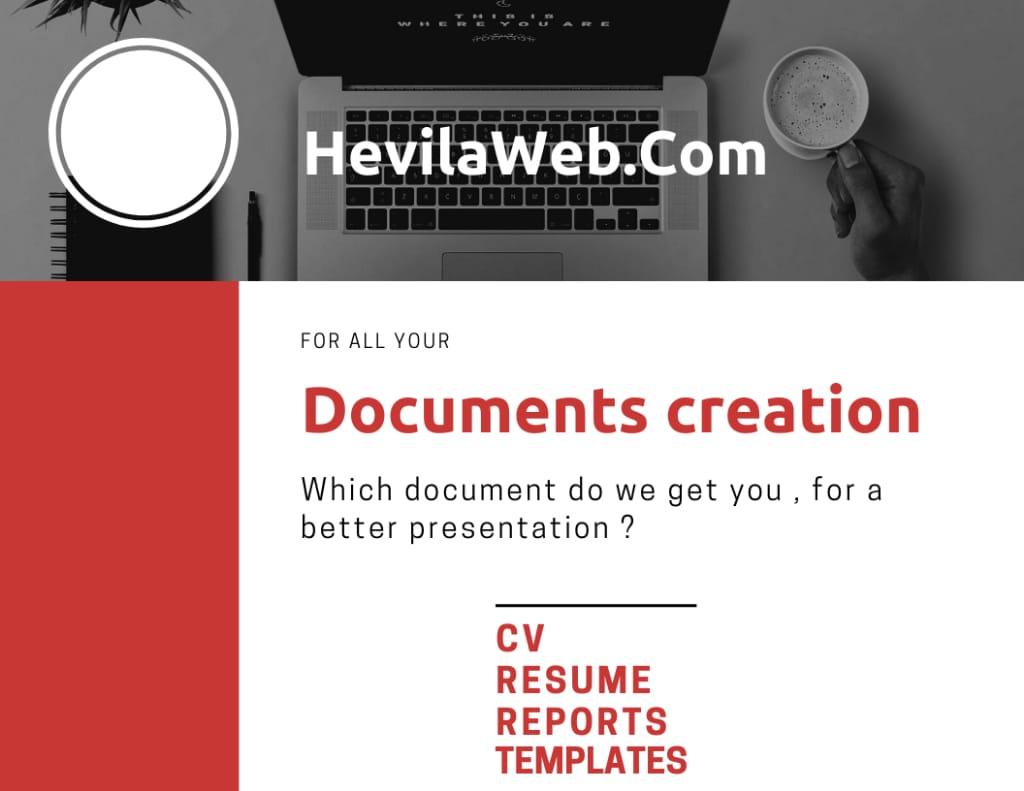 THIS IS
WHERE YOU ARE
HevilaWeb.Com
FOR ALL YOUR
Documents creation
Which document do we get you , for a
better presentation ?
CV
RESUME
REPORTS
TEMPLATES